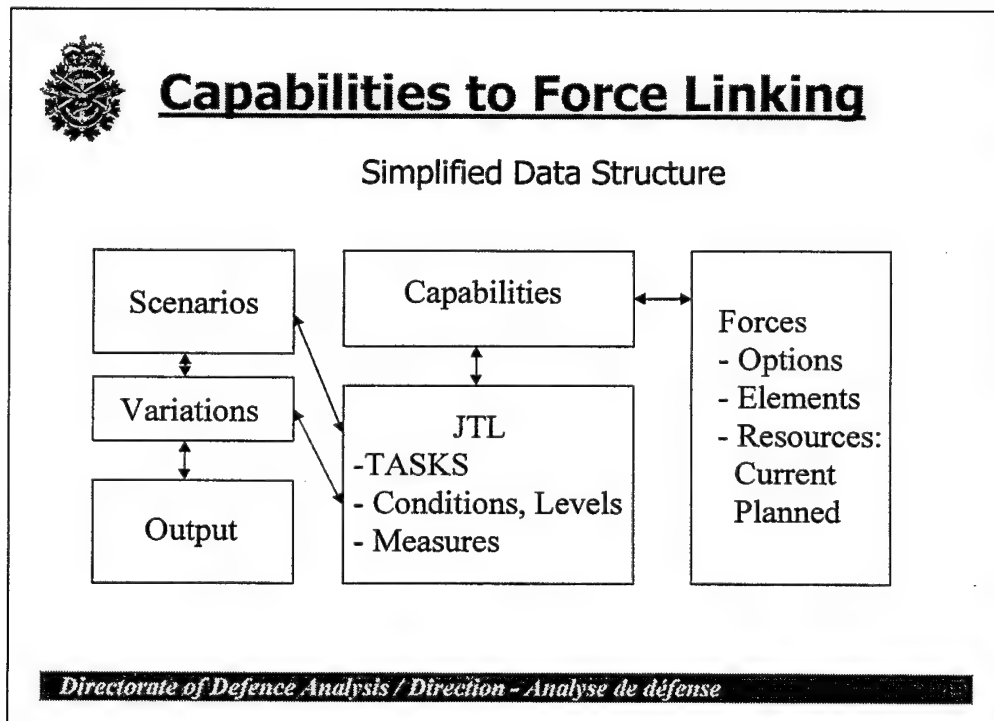 Capabilities to Force Linking
Simplified Data Structure
Scenarios
Variations
Output
Capabilities
JTL
-TASKS
- Conditions, Levels
- Measures
Forces
- Options
- Elements
- Resources:
Current
Planned
Directorate of Defence Analysis / Direction - Analyse de défense